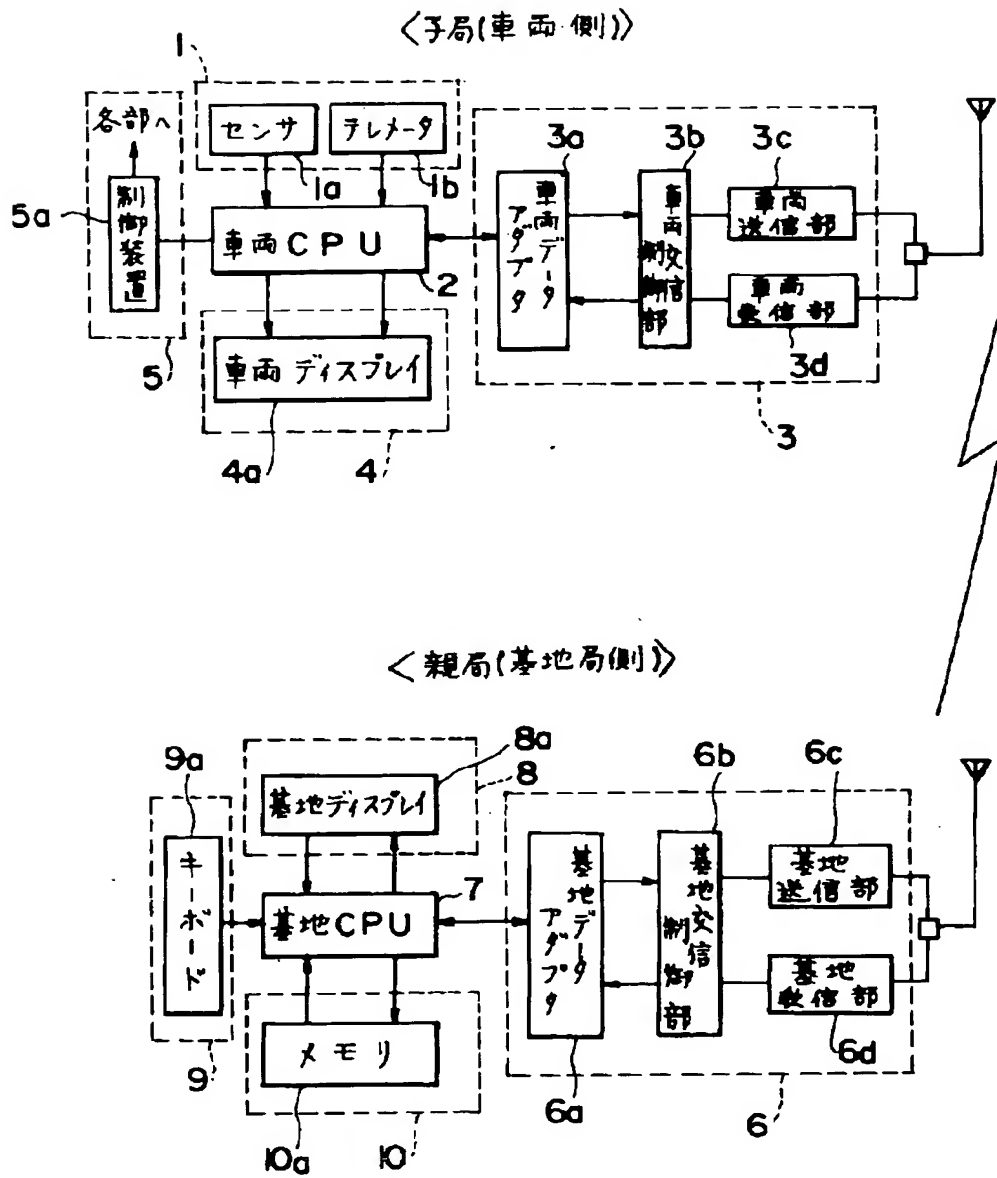 〈子局(車両側)〉
1
各部へ
センサ
テレメータ
1a
1b
5a
制御装置
車両CPU
2
車両ディスプレイ
4a
4
5
3a
車両データ
アダプタ
3b
車両交信
制御部
3c
車両
送信部
車両
受信部
3d
3
〈親局(基地局側)〉
9a
キーボード
9
8a
8
基地ディスプレイ
7
基地CPU
メモリ
10a
10
基地データ
アダプタ
6a
6b
基地交信
制御部
6c
基地
送信部
基地
受信部
6d
6